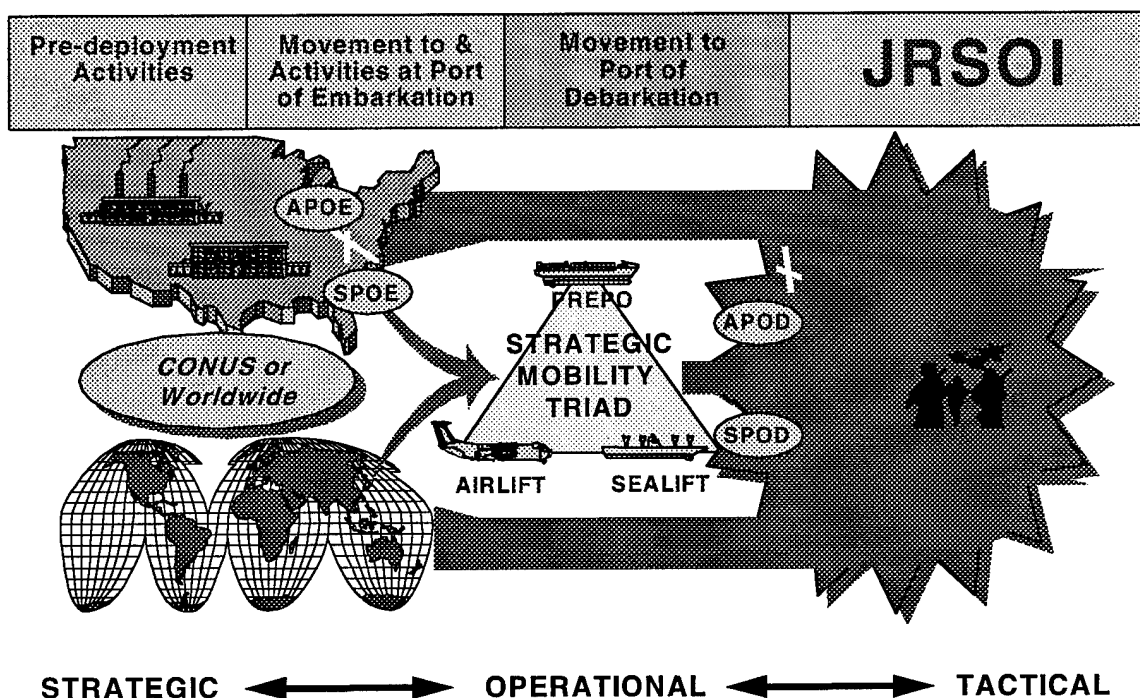 Pre-deployment
Activities
Movement to &
Activities at Port
of Embarkation
Movement to
Port of
Debarkation
JRSOI
APOE
SPOE
CONUS or
Worldwide
PREPO
STRATEGIC
MOBILITY
TRIAD
AIRLIFT
SEALIFT
APOD
SPOD
STRATEGIC
OPERATIONAL
TACTICAL